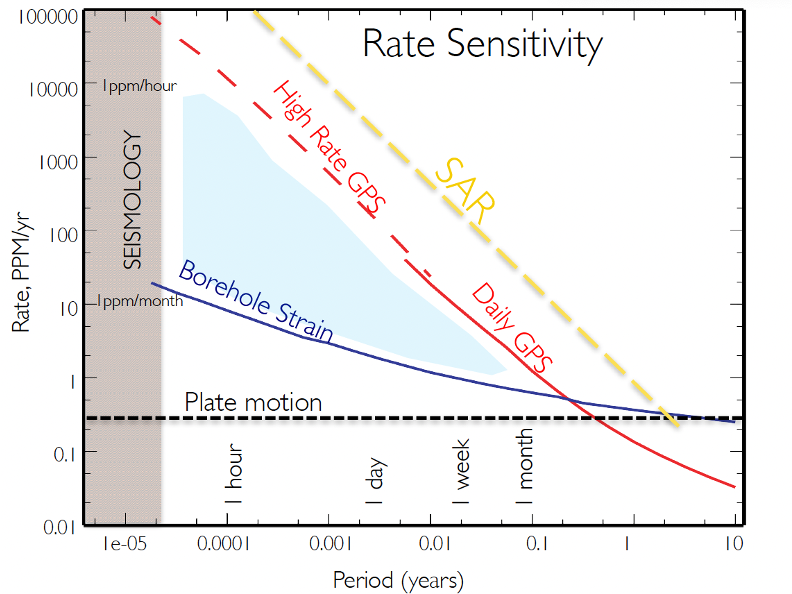 Rate Sensitivity
100000
10000
1000
100
10
1
0.1
0.01
Rate, PPM/yr
1ppm/hour
1ppm/month
SEISMOLOGY
High Rate GPS
SAR
Borehole Strain
Daily GPS
Plate motion
1 hour
1 day
1 week
1 month
1e-05
0.0001
0.001
0.01
0.1
1
10
Period (years)